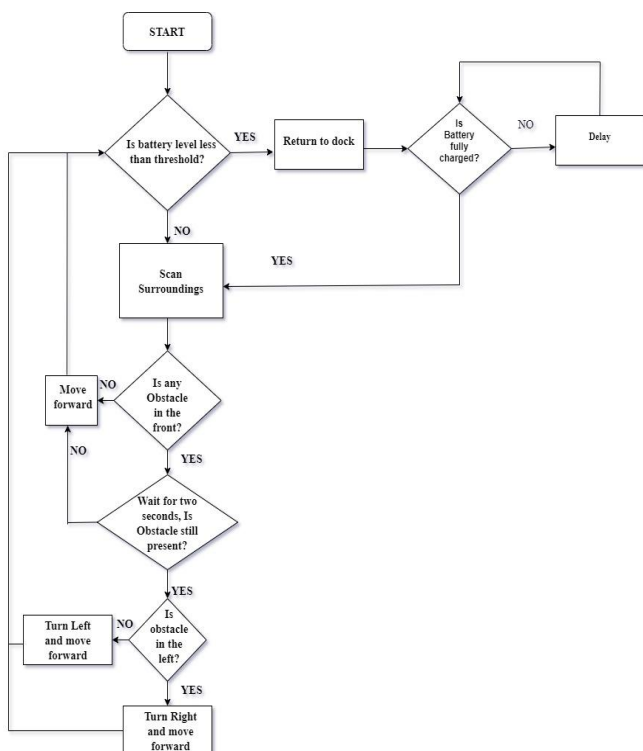 START
Is battery level less
than threshold?
YES
Return to dock
Is
Battery
fully
charged?
NO
Delay
NO
YES
Scan
Surroundings
Move
forward
NO
Is any
Obstacle
in the
front?
NO
YES
Wait for two
seconds, Is
Obstacle still
present?
YES
Turn Left
and move
forward
NO
Is
obstacle
in the
left?
YES
Turn Right
and move
forward